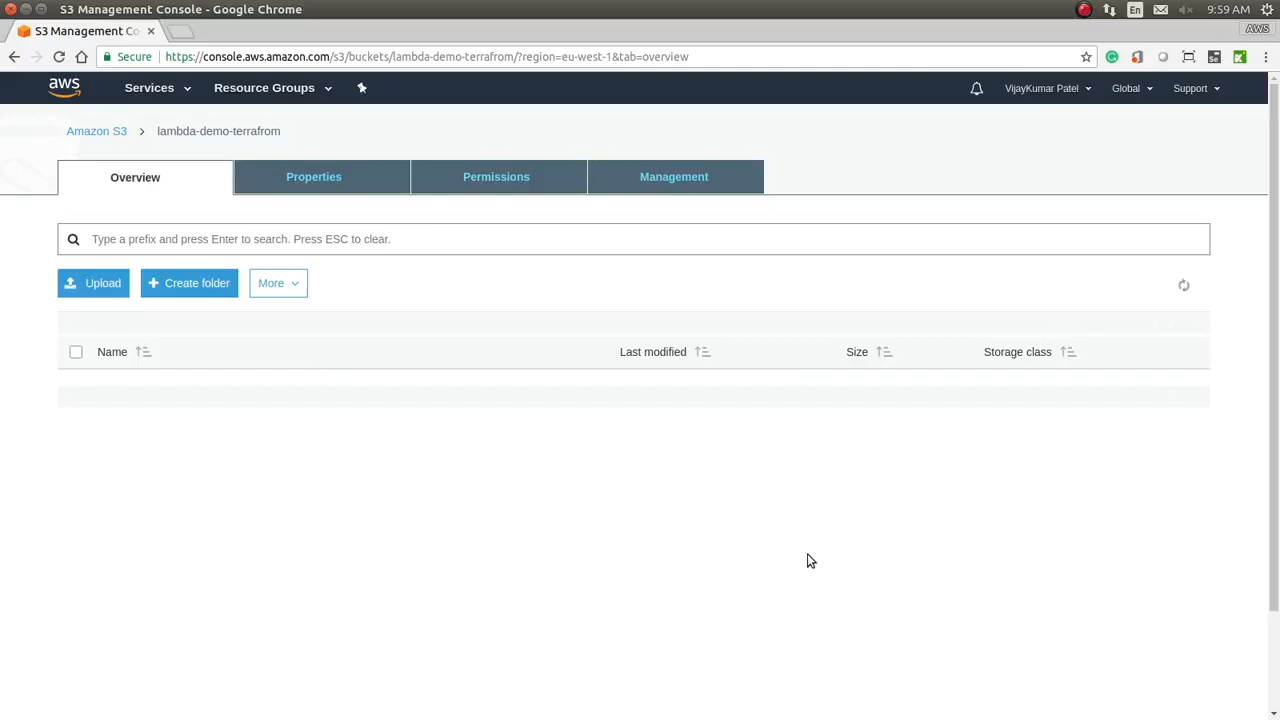 S3 Management Console - Google Chrome
En
9:59 AM
S3 Management Co
AWS
Secure
https://console.aws.amazon.com/s3/buckets/lambda-demo-terrafrom/?region=eu-west-1&tab=overview
aws
Services
Resource Groups
VijayKumar Patel
Global
Support
Amazon S3 > lambda-demo-terrafrom
Overview
Properties
Permissions
Management
Type a prefix and press Enter to search. Press ESC to clear.
Upload
Create folder
More
Name
Last modified
Size
Storage class